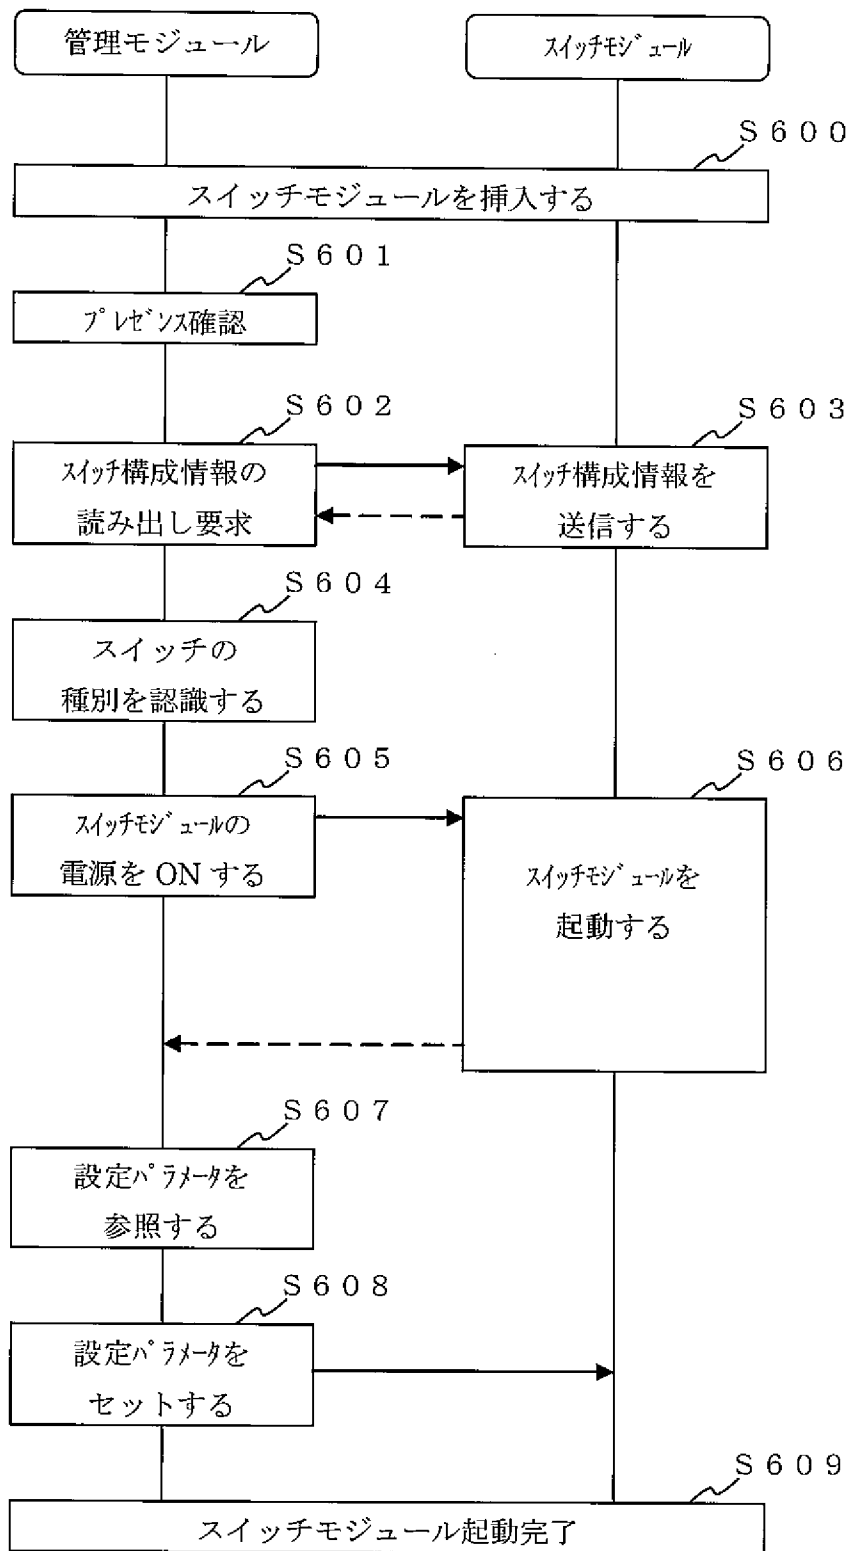 管理モジュール
スイッチモジュール
S600
スイッチモジュールを挿入する
S601
プレゼンス確認
S602
スイッチ構成情報の
読み出し要求
S603
スイッチ構成情報を
送信する
S604
スイッチの
種別を認識する
S605
スイッチモジュールの
電源を ON する
S606
スイッチモジュールを
起動する
S607
設定パラメータを
参照する
S608
設定パラメータを
セットする
S609
スイッチモジュール起動完了